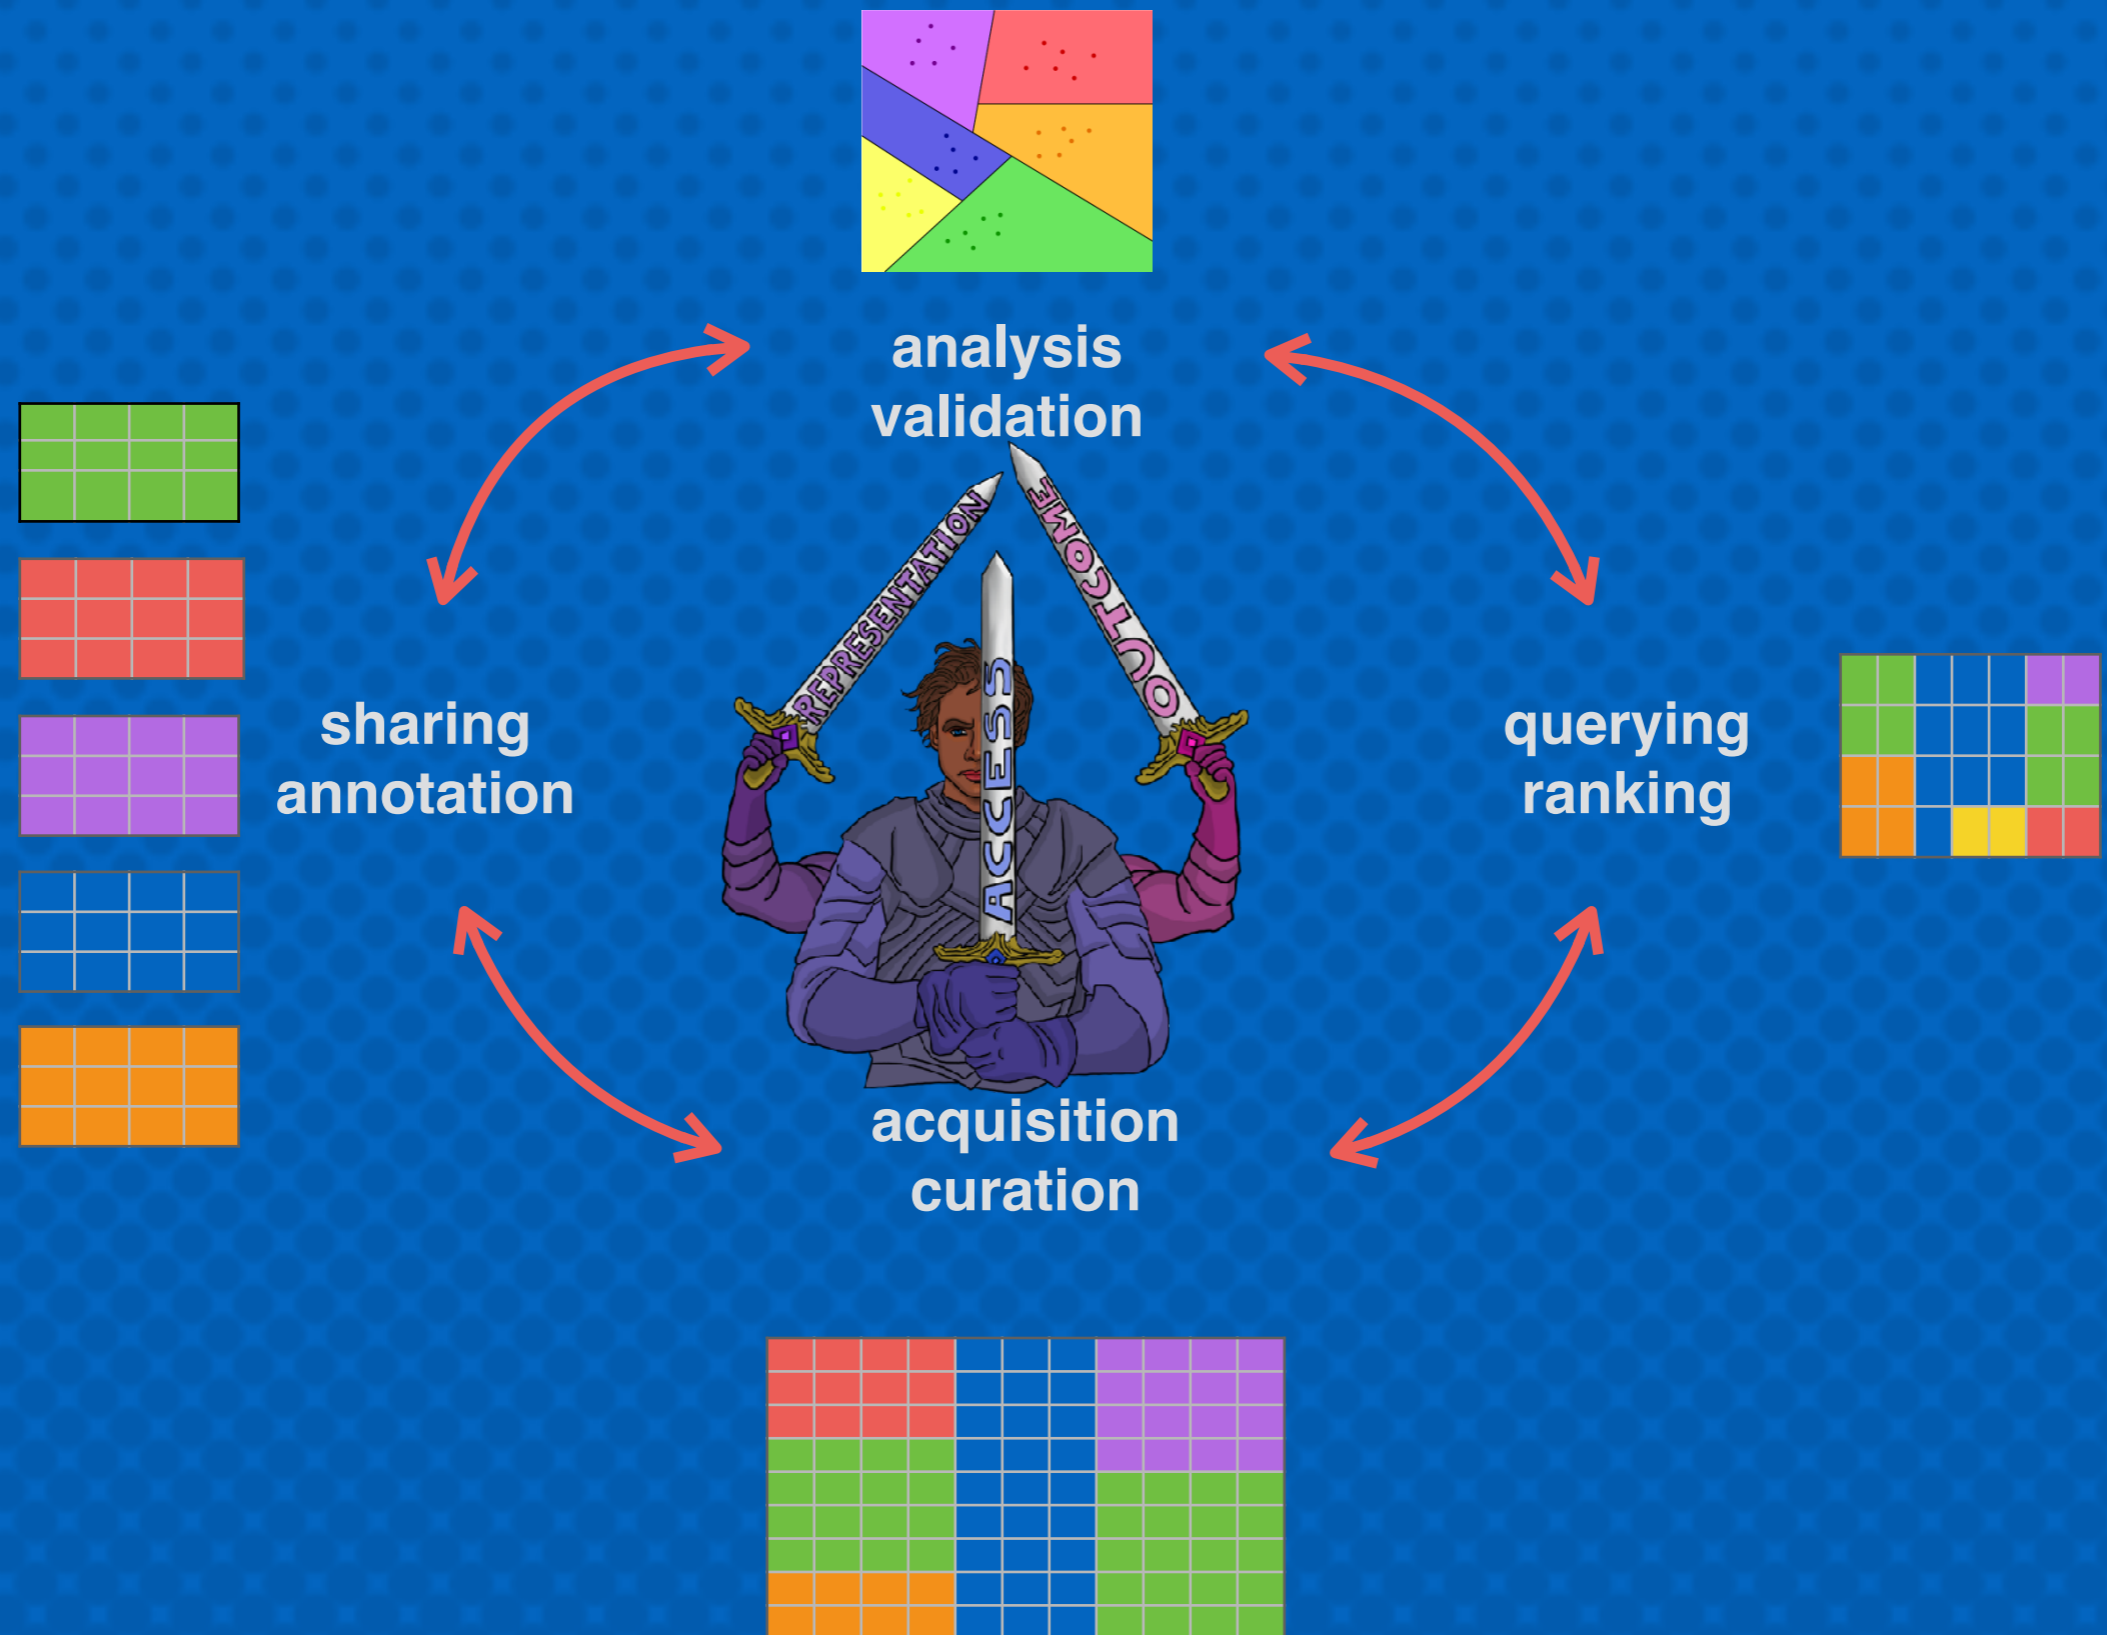 analysis
validation
REPRESENTATION
OUTCOME
ACCESS
sharing
annotation
querying
ranking
acquisition
curation